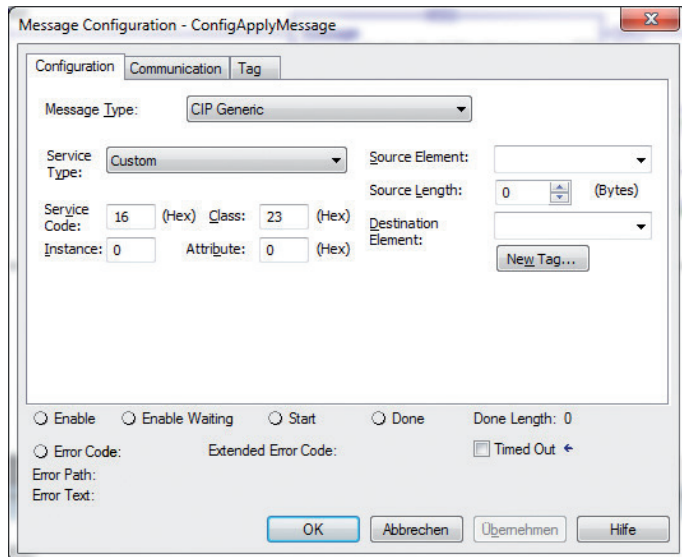 Message Configuration - ConfigApplyMessage
Configuration Communication Tag
Message Type: CIP Generic
Service Type: Custom
Source Element:
Source Length: 0 (Bytes)
Service Code: 16 (Hex) Class: 23 (Hex)
Destination Element:
Instance: 0 Attribute: 0 (Hex)
New Tag...
Enable Enable Waiting Start Done Done Length: 0
Error Code: Extended Error Code: Timed Out
Error Path:
Error Text:
OK Abbrechen Übernehmen Hilfe